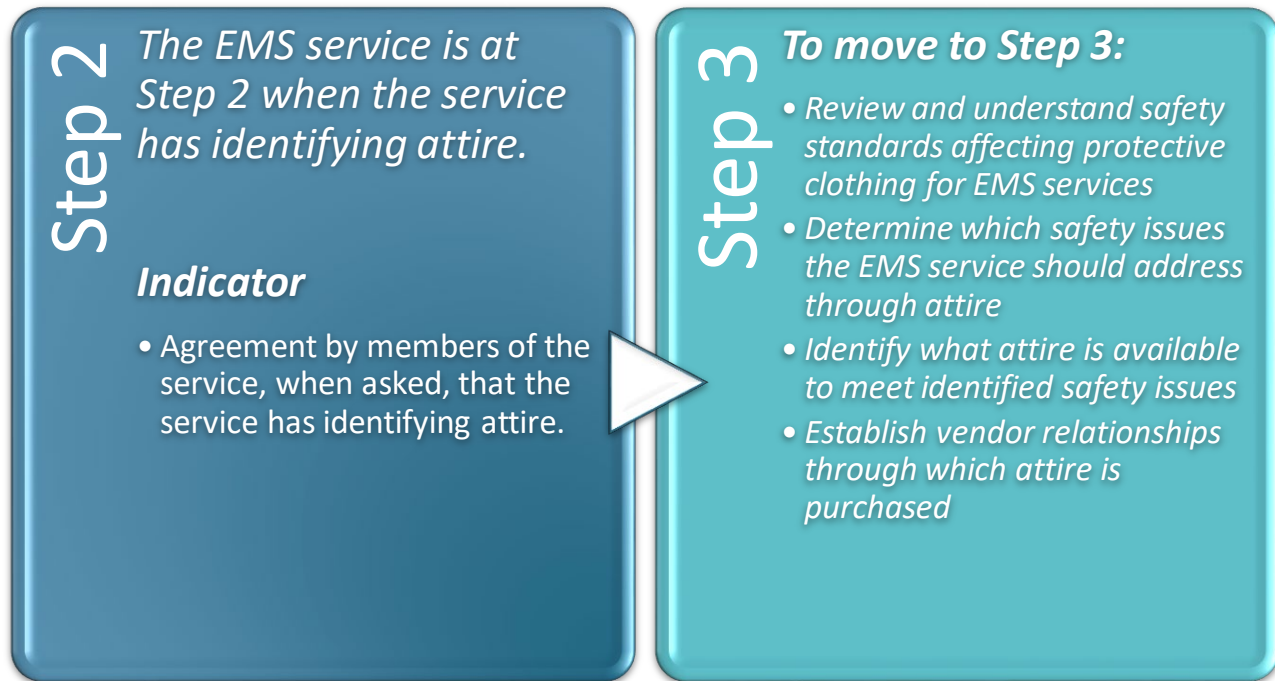 Step 2
The EMS service is at
Step 2 when the service
has identifying attire.
Indicator
• Agreement by members of the
service, when asked, that the
service has identifying attire.
Step 3
To move to Step 3:
• Review and understand safety
standards affecting protective
clothing for EMS services
• Determine which safety issues
the EMS service should address
through attire
• Identify what attire is available
to meet identified safety issues
• Establish vendor relationships
through which attire is
purchased